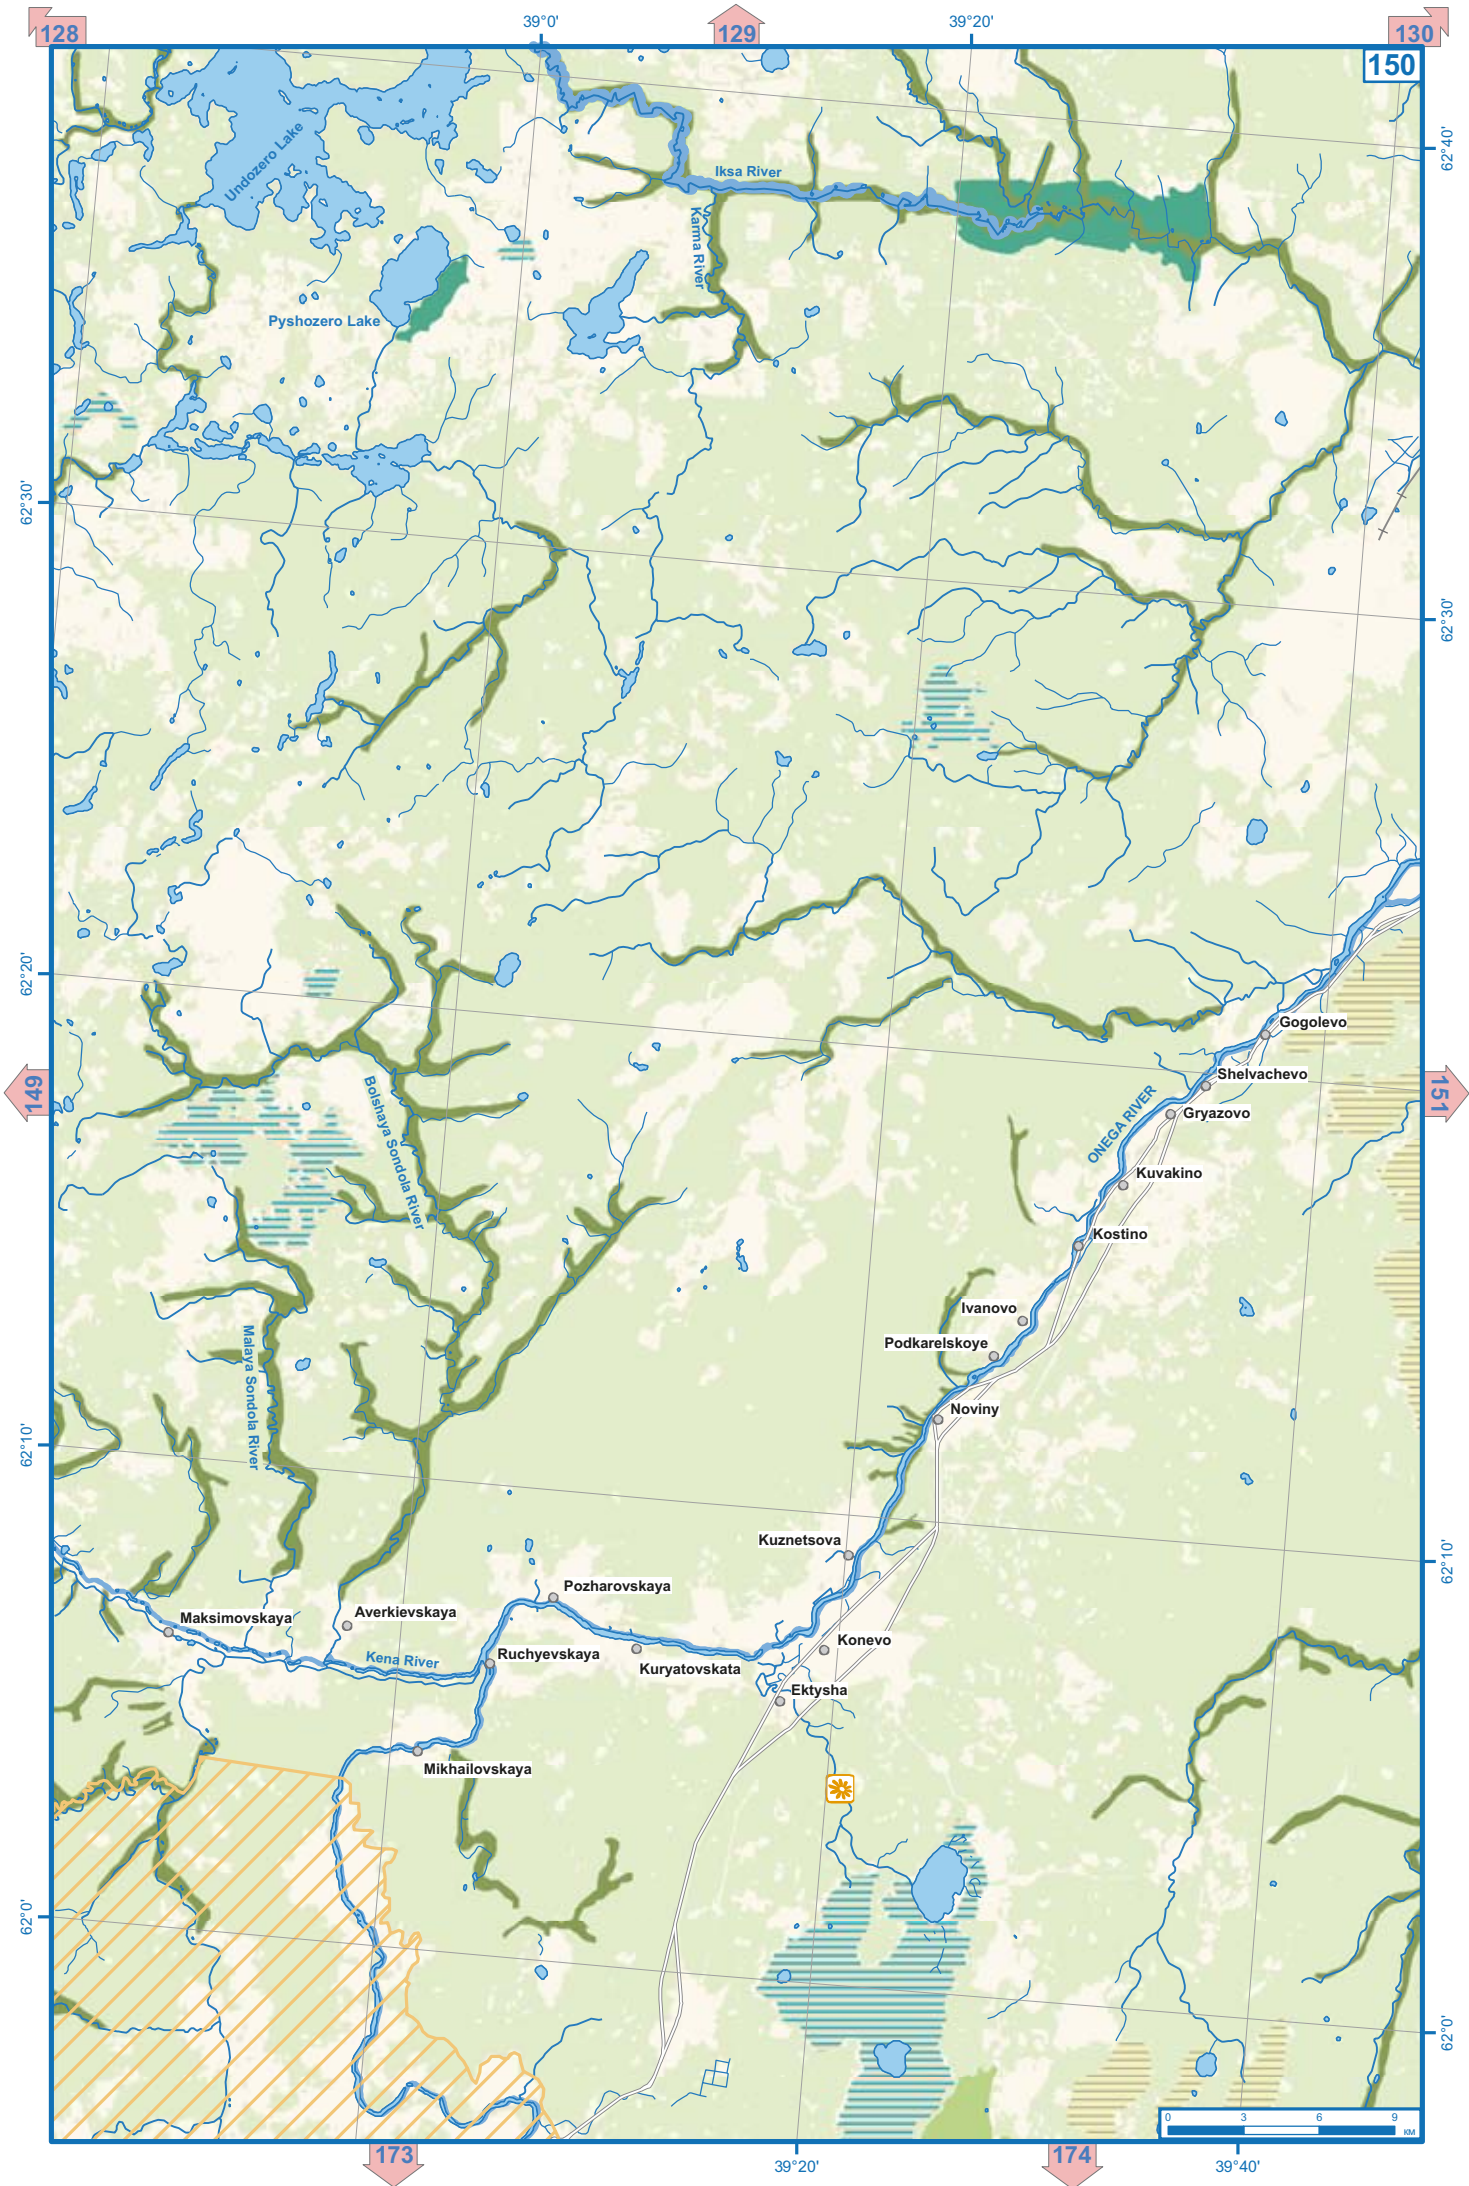 128
39°0'
129
39°20'
130
150
62°40'
Undozero Lake
Iksa River
Karma River
Pyshozero Lake
62°30'
62°30'
62°20'
Gogolevo
Shelvachevo
149
151
Bolshaya Sondola River
ONEGA RIVER
Gryazovo
Kuvakino
Kostino
Ivanovo
Podkarelskoye
Malaya Sondola River
Noviny
62°10'
Kuznetsova
62°10'
Pozharovskaya
Maksimovskaya
Averkievskaya
Konevo
Ruchyevskaya
Kena River
Kuryatovskata
Ektysha
Mikhailovskaya
62°0'
62°0'
0 3 6 9
км
173
39°20'
174
39°40'